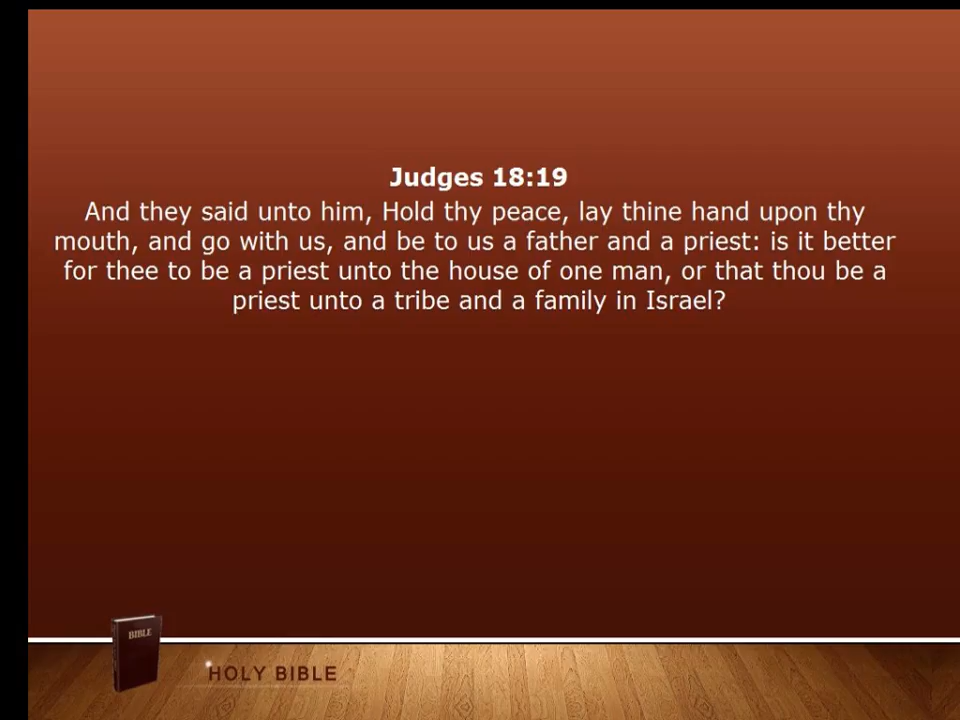 Judges 18:19
And they said unto him, Hold thy peace, lay thine hand upon thy
mouth, and go with us, and be to us a father and a priest: is it better
for thee to be a priest unto the house of one man, or that thou be a
priest unto a tribe and a family in Israel?
BIBLE
HOLY BIBLE